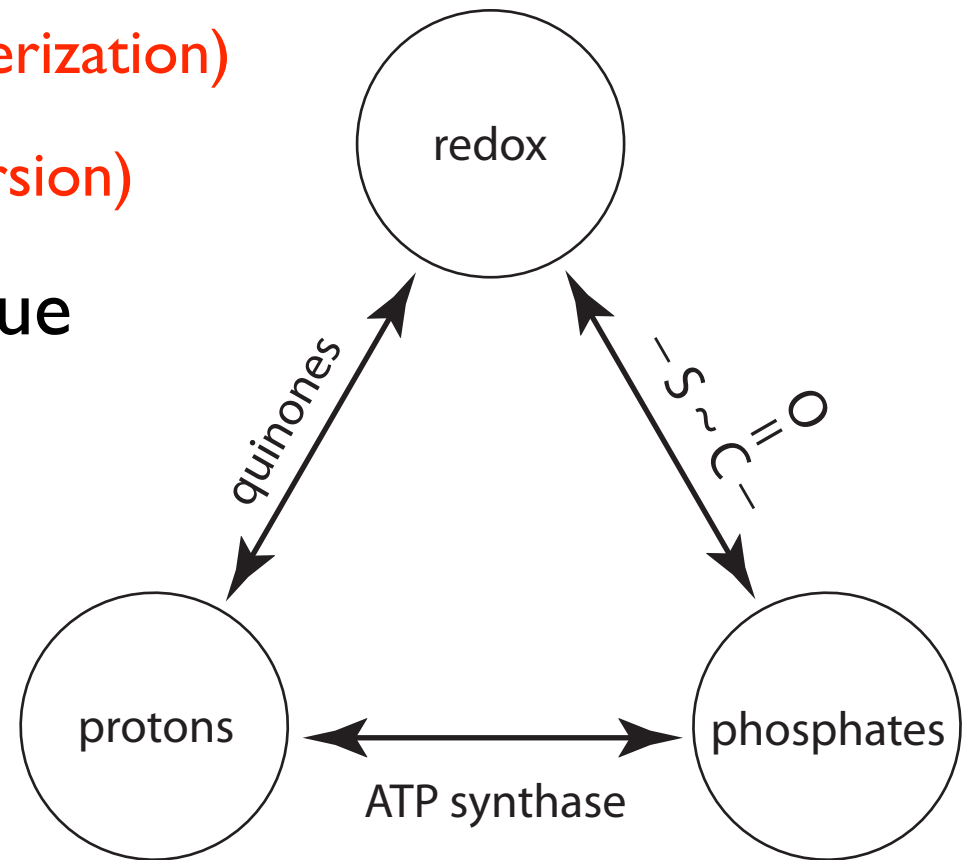 erization)
rsion)
ue
redox
quinones
– S ~ C –
=
O
protons
phosphates
ATP synthase